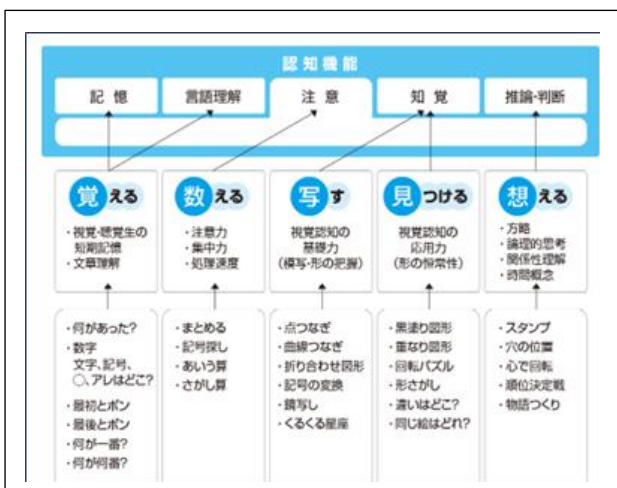 認知機能
記憶
言語理解
注意
知覚
推論・判断
覚える
・視覚・聴覚生の
短期記憶
・文章理解
数える
・注意力
・集中力
・処理速度
写す
視覚認知の
基礎力
(模写・形の把握)
見つける
視覚認知の
応用力
(形の恒常性)
想える
・方略
・論理的思考
・関係性理解
・時間概念
・何があった?
・数字
文字、記号、
〇、アレはどこ?
・最初とポン
・最後とポン
・何が一番?
・何が何番?
・まとめる
・記号探し
・あいう算
・さがし算
・点つなぎ
・曲線つなぎ
・折り合わせ図形
・記号の変換
・鏡写し
・くるくる星座
・黒塗り図形
・重なり図形
・回転パズル
・形さがし
・違いはどこ?
・同じ絵はどれ?
・スタンプ
・穴の位置
・心で回転
・順位決定戦
・物語つくり